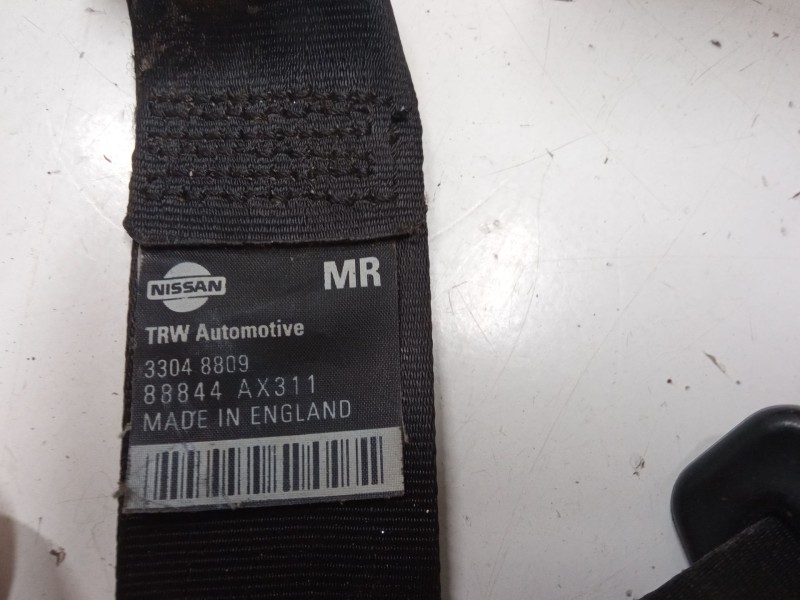 NISSAN
MR
TRW Automotive
3304 8809
88844 AX311
MADE IN ENGLAND